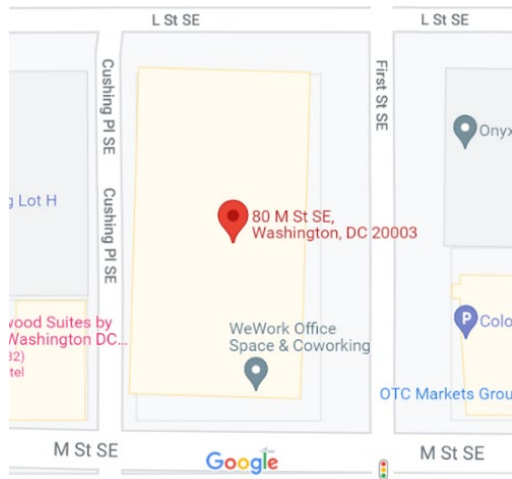 L St SE
L St SE
Cushing Pl SE
First St SE
Onyx
Cushing Pl SE
g Lot H
80 M St SE,
Washington, DC 20003
wood Suites by
Washington DC...
32)
tel
WeWork Office
Space & Coworking
P
Colo
OTC Markets Grou
M St SE
Google
M St SE